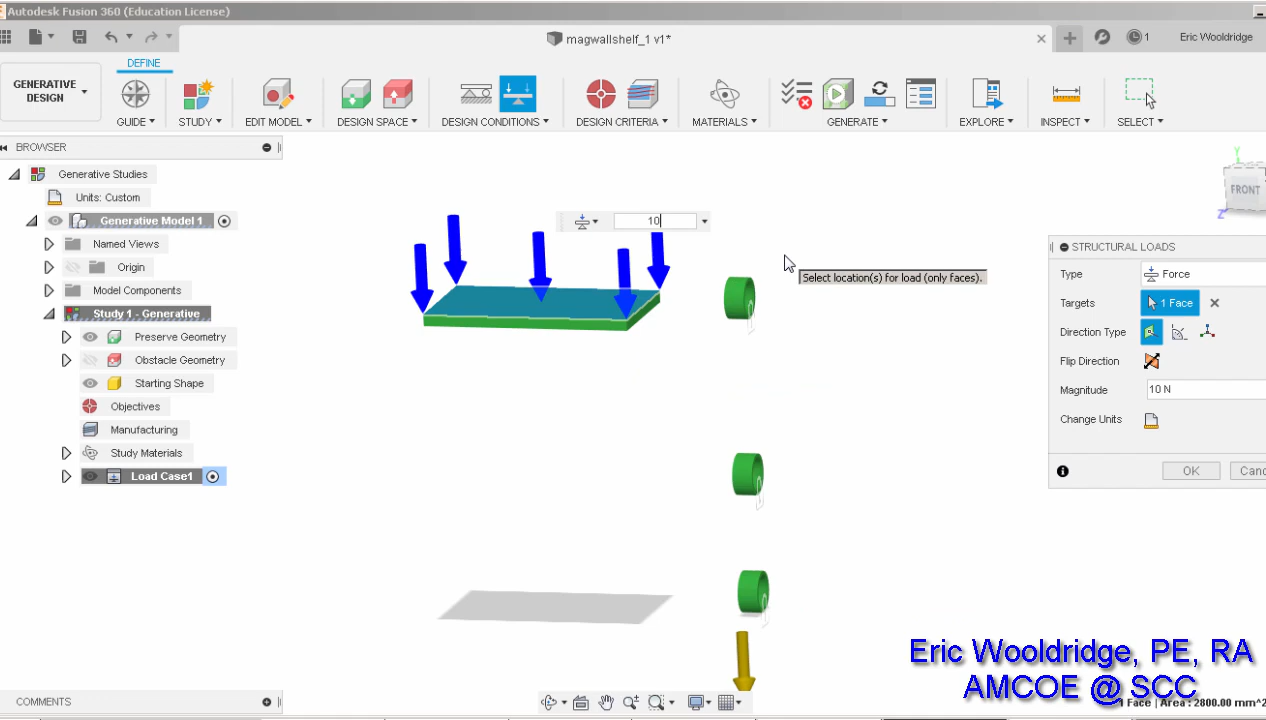 Autodesk Fusion 360 (Education License)
magwallshelf_1 v1*
1
Eric Wooldridge
DEFINE
GENERATIVE
DESIGN
GUIDE
STUDY
EDIT MODEL
DESIGN SPACE
DESIGN CONDITIONS
DESIGN CRITERIA
MATERIALS
GENERATE
EXPLORE
INSPECT
SELECT
BROWSER
Generative Studies
Units: Custom
Generative Model 1
Named Views
Origin
Model Components
Study 1 - Generative
Preserve Geometry
Obstacle Geometry
Starting Shape
Objectives
Manufacturing
Study Materials
Load Case1
10
Select location(s) for load (only faces).
Y
FRONT
Z
STRUCTURAL LOADS
Type
Force
Targets
1 Face
Direction Type
Flip Direction
Magnitude
10 N
Change Units
OK
Canc
Eric Wooldridge, PE, RA
AMCOE @ SCC
COMMENTS
1 Face | Area : 2800.00 mm^2